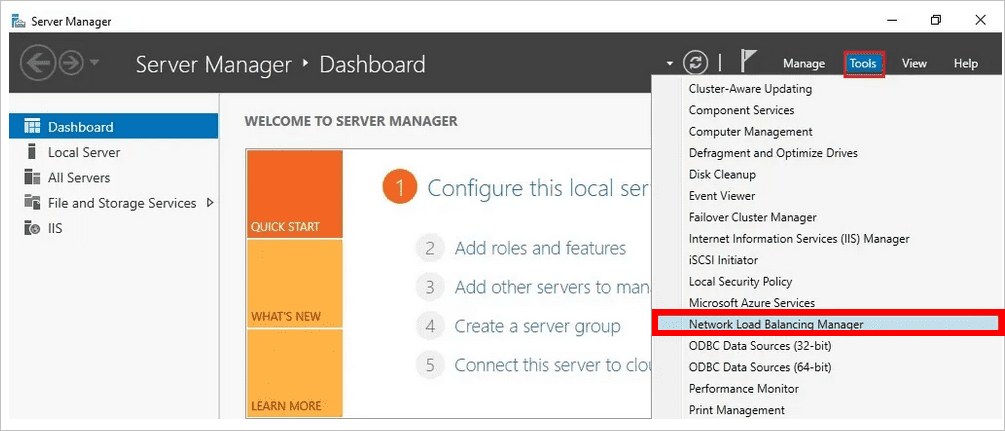 Server Manager
Server Manager ‣ Dashboard
Manage Tools View Help
Dashboard
Local Server
All Servers
File and Storage Services
IIS
WELCOME TO SERVER MANAGER
QUICK START
WHAT'S NEW
LEARN MORE
1 Configure this local ser
2 Add roles and features
3 Add other servers to man
4 Create a server group
5 Connect this server to clou
Cluster-Aware Updating
Component Services
Computer Management
Defragment and Optimize Drives
Disk Cleanup
Event Viewer
Failover Cluster Manager
Internet Information Services (IIS) Manager
iSCSI Initiator
Local Security Policy
Microsoft Azure Services
Network Load Balancing Manager
ODBC Data Sources (32-bit)
ODBC Data Sources (64-bit)
Performance Monitor
Print Management